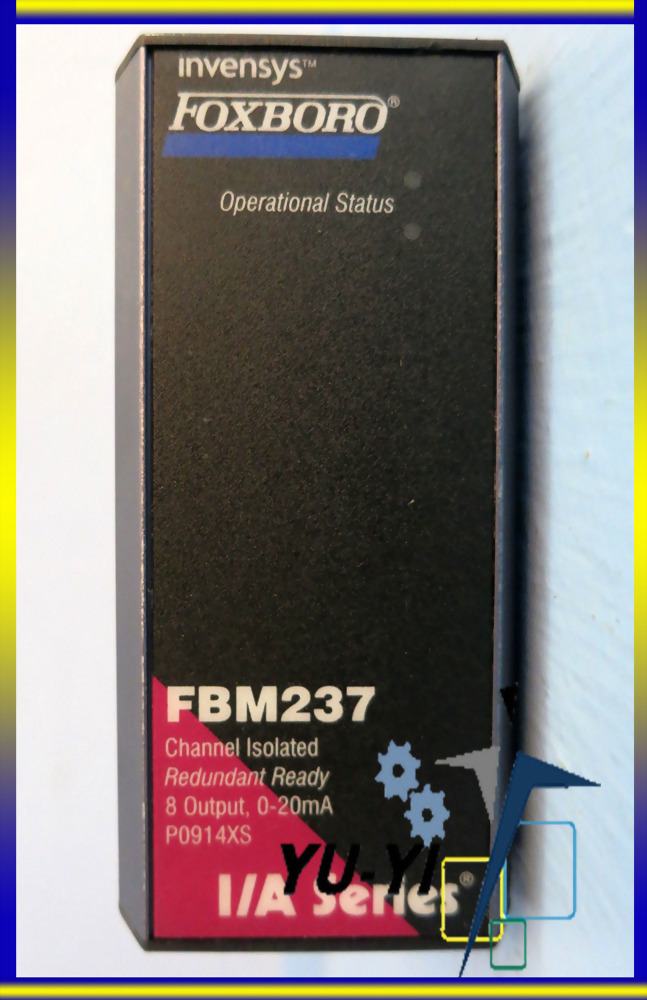 invensys™
FOXBORO®
Operational Status
FBM237
Channel Isolated
Redundant Ready
8 Output, 0-20mA
P0914XS
YU-YI
I/A Series®